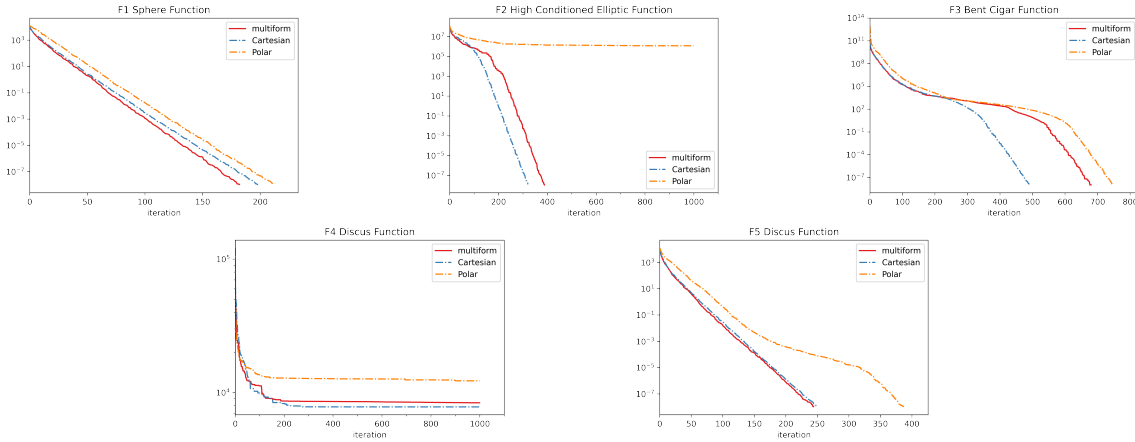 F1 Sphere Function
10^3
10^1
10^-1
10^-3
10^-5
10^-7
0 50 100 150 200
iteration
multiform
Cartesian
Polar
F2 High Conditioned Elliptic Function
10^7
10^5
10^3
10^1
10^-1
10^-3
10^-5
10^-7
0 200 400 600 800 1000
iteration
multiform
Cartesian
Polar
F3 Bent Cigar Function
10^14
10^11
10^8
10^5
10^2
10^-1
10^-4
10^-7
0 100 200 300 400 500 600 700 800
iteration
multiform
Cartesian
Polar
F4 Discus Function
10^5
10^4
0 200 400 600 800 1000
iteration
multiform
Cartesian
Polar
F5 Discus Function
10^3
10^1
10^-1
10^-3
10^-5
10^-7
0 50 100 150 200 250 300 350 400
iteration
multiform
Cartesian
Polar